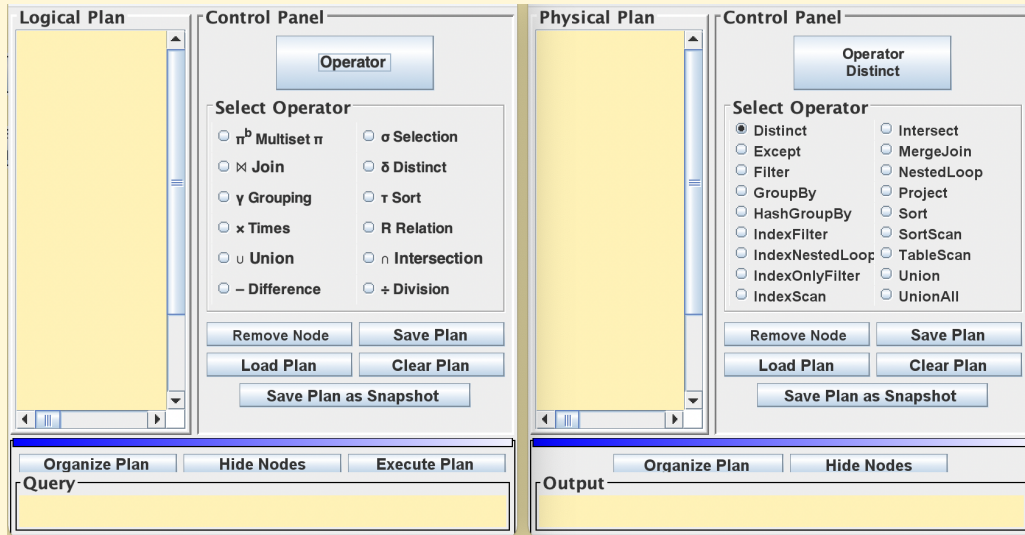 Logical Plan
Control Panel
Operator
Select Operator
πᵇ Multiset π
σ Selection
⋈ Join
δ Distinct
γ Grouping
τ Sort
× Times
R Relation
∪ Union
∩ Intersection
− Difference
÷ Division
Remove Node
Save Plan
Load Plan
Clear Plan
Save Plan as Snapshot
Organize Plan
Hide Nodes
Execute Plan
Query
Physical Plan
Control Panel
Operator
Distinct
Select Operator
Distinct
Intersect
Except
MergeJoin
Filter
NestedLoop
GroupBy
Project
HashGroupBy
Sort
IndexFilter
SortScan
IndexNestedLoop
TableScan
IndexOnlyFilter
Union
IndexScan
UnionAll
Remove Node
Save Plan
Load Plan
Clear Plan
Save Plan as Snapshot
Organize Plan
Hide Nodes
Output